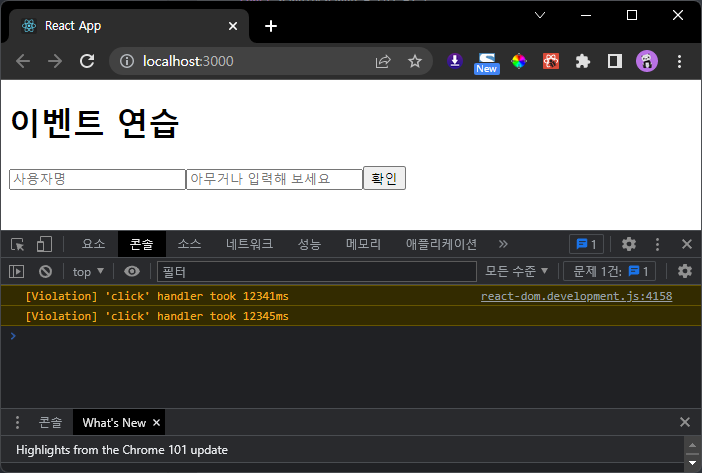 React App
localhost:3000
New
이벤트 연습
사용자명 아무거나 입력해 보세요 확인
요소 콘솔 소스 네트워크 성능 메모리 애플리케이션 » 1
top ▼ 필터 모든 수준 ▼ 문제 1건: 1
[Violation] 'click' handler took 12341ms react-dom.development.js:4158
[Violation] 'click' handler took 12345ms
콘솔 What's New ×
Highlights from the Chrome 101 update